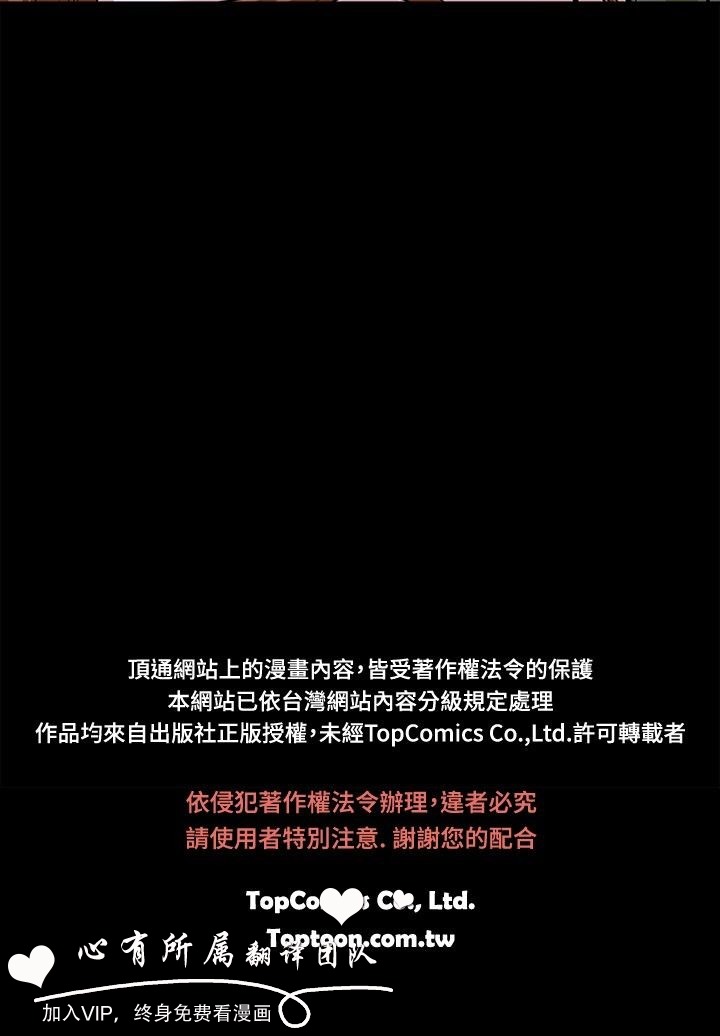 頂通網站上的漫畫內容，皆受著作權法令的保護
本網站已依台灣網站內容分級規定處理
作品均來自出版社正版授權，未經TopComics Co.,Ltd.許可轉載者
依侵犯著作權法令辦理，違者必究
請使用者特別注意. 謝謝您的配合
TopComics Co., Ltd.
Toptoon.com.tw
心有所属翻译团队
加入VIP，终身免费看漫画